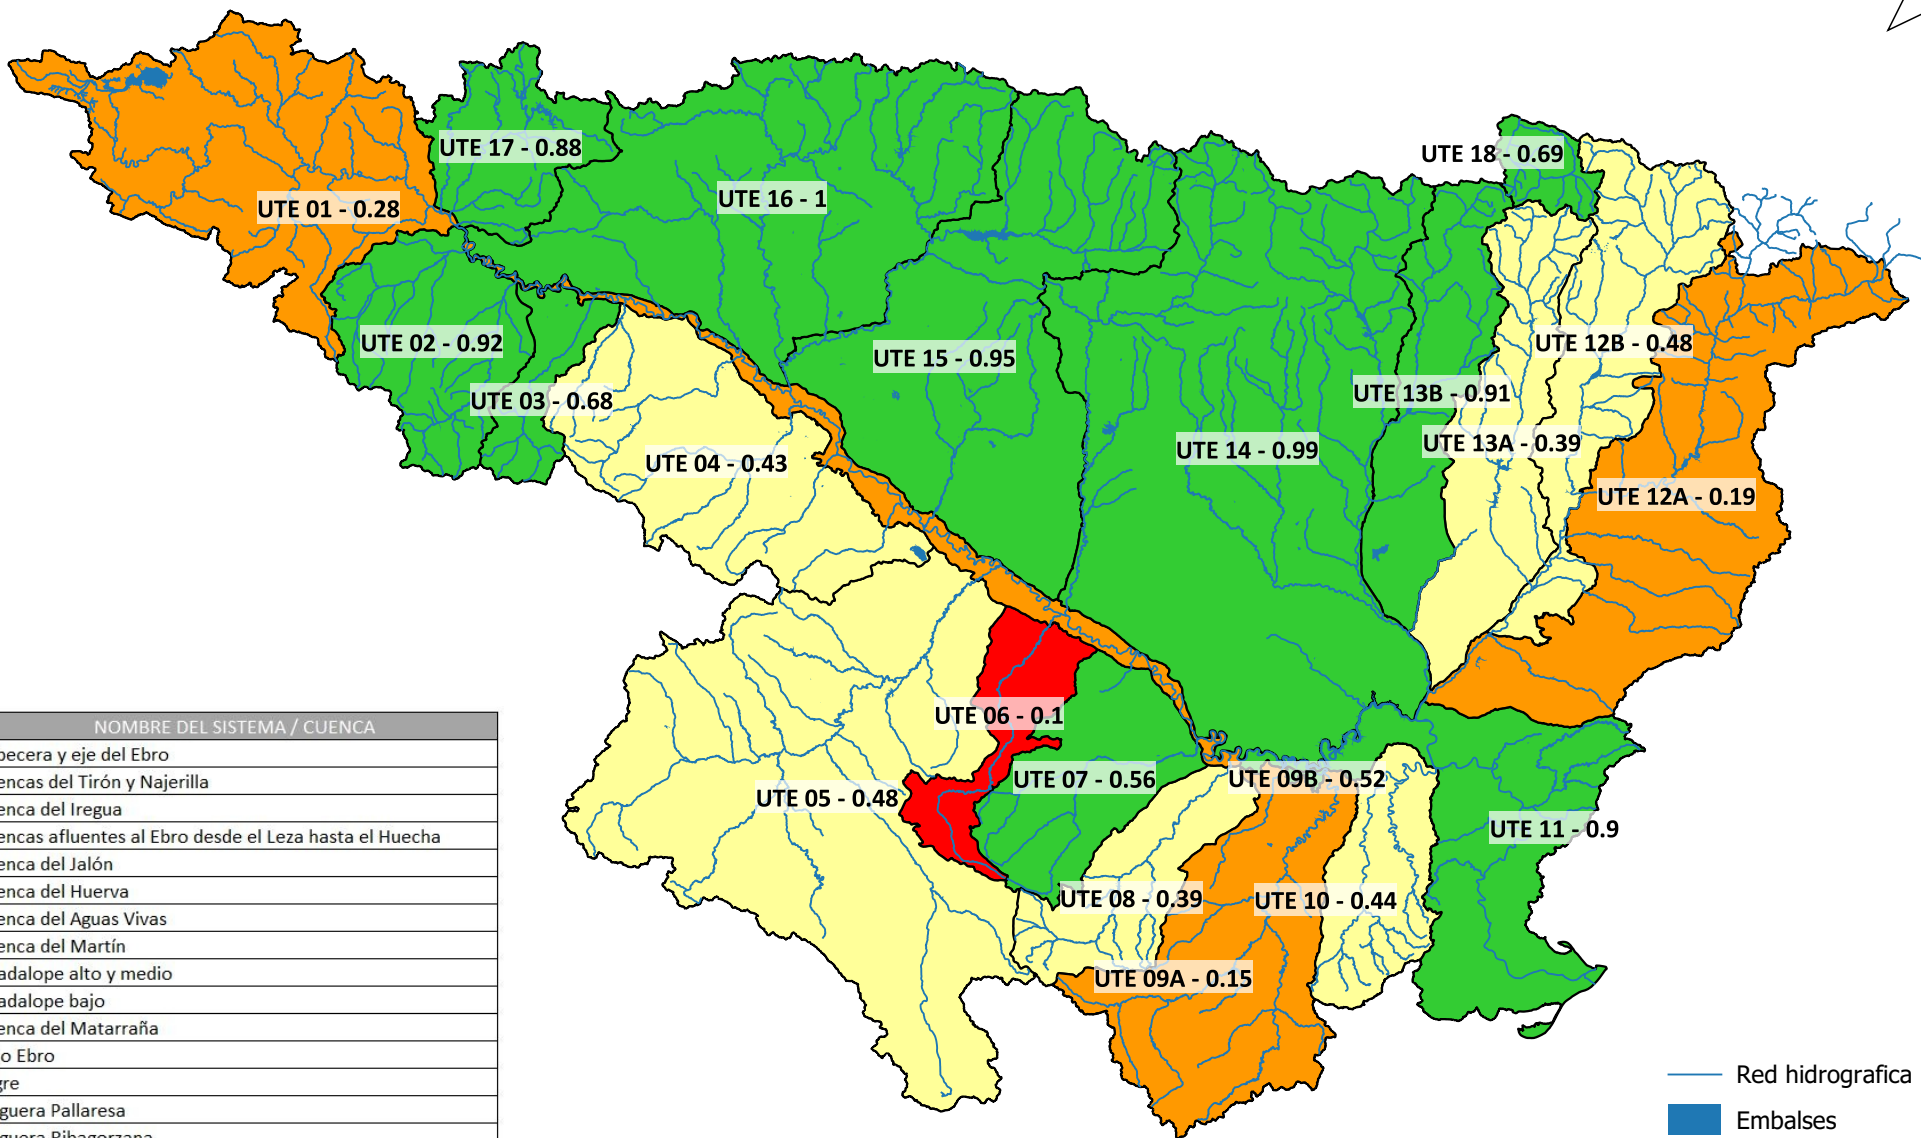 UTE 17 - 0.88
UTE 18 - 0.69
UTE 16 - 1
UTE 01 - 0.28
UTE 02 - 0.92
UTE 12B - 0.48
UTE 15 - 0.95
UTE 13B - 0.91
UTE 03 - 0.68
UTE 13A - 0.39
UTE 14 - 0.99
UTE 04 - 0.43
UTE 12A - 0.19
UTE 06 - 0.1
UTE 07 - 0.56
UTE 09B - 0.52
UTE 05 - 0.48
UTE 11 - 0.9
UTE 08 - 0.39
UTE 10 - 0.44
UTE 09A - 0.15
NOMBRE DEL SISTEMA / CUENCA
becera y eje del Ebro
encas del Tirón y Najerilla
enca del Iregua
encas afluentes al Ebro desde el Leza hasta el Huecha
enca del Jalón
enca del Huerva
enca del Aguas Vivas
enca del Martín
adalope alto y medio
adalope bajo
enca del Matarraña
o Ebro
gre
guera Pallaresa
guera Ribagorzana
Red hidrografica
Embalses